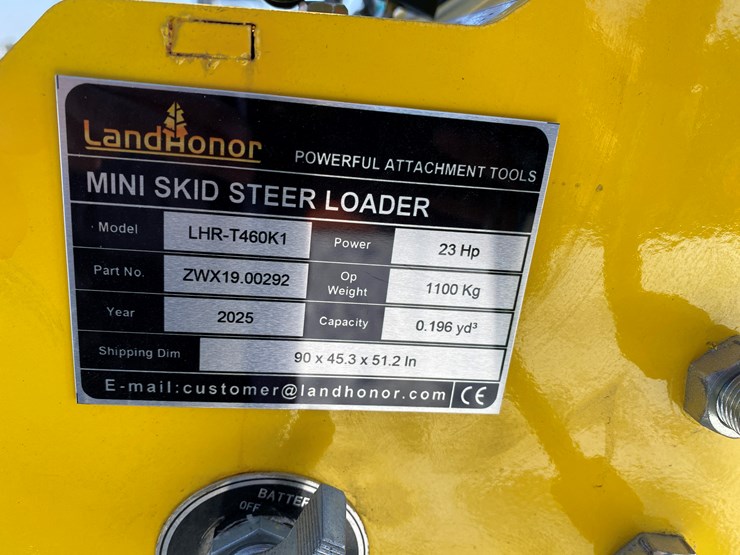 LandHonor
POWERFUL ATTACHMENT TOOLS
MINI SKID STEER LOADER
Model LHR-T460K1 Power 23 Hp
Part No. ZWX19.00292 Op Weight 1100 Kg
Year 2025 Capacity 0.196 yd³
Shipping Dim 90 x 45.3 x 51.2 In
E-mail:customer@landhonor.com CE
OFF